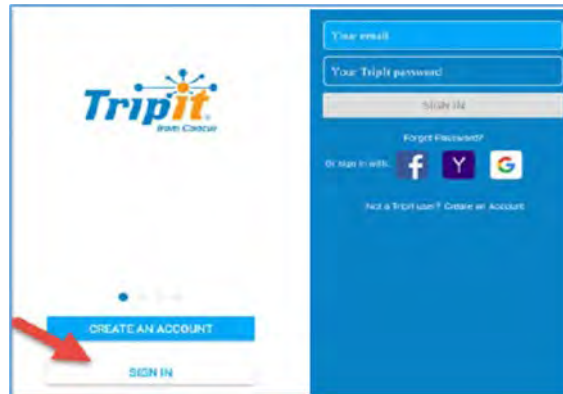 Tripit
from Concur
CREATE AN ACCOUNT
SIGN IN
Your email
Your TripIt password
SIGN IN
Forgot Password?
Or sign in with:
f Y G
Not a TripIt user? Create an Account